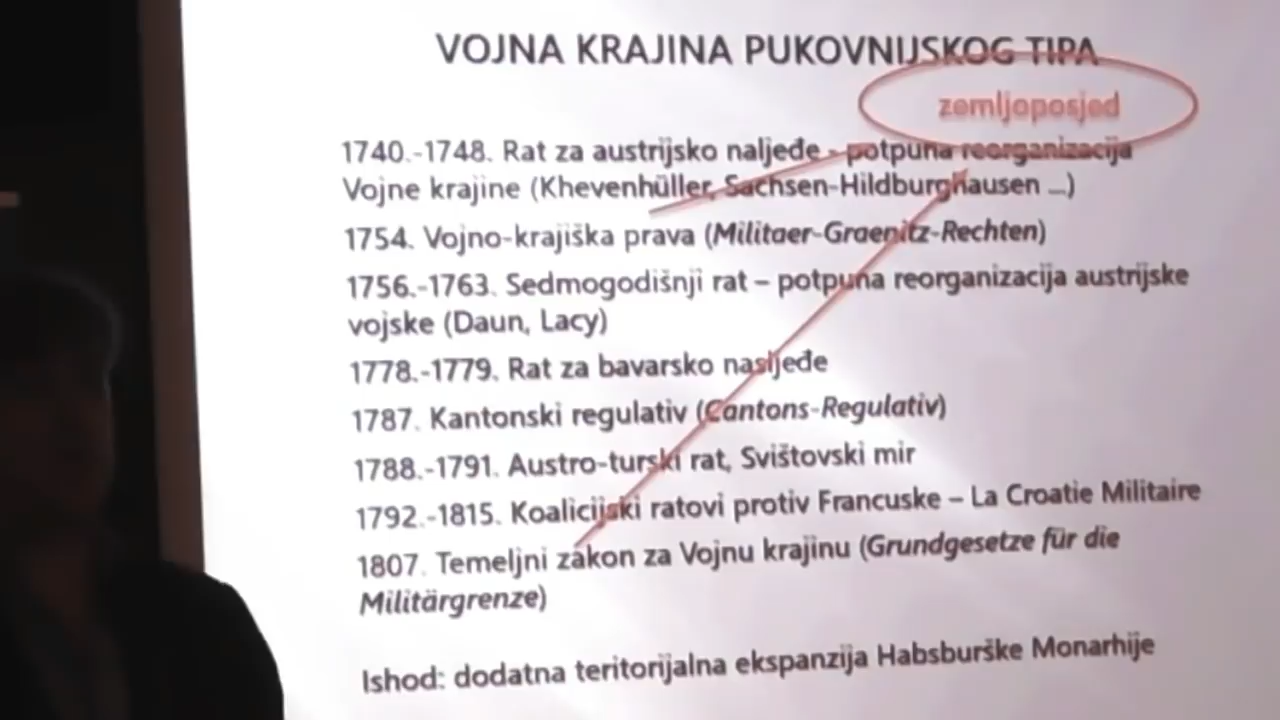 VOJNA KRAJINA PUKOVNIJSKOG TIPA
zemljoposjed
1740.-1748. Rat za austrijsko naljeđe - potpuna reorganizacija
Vojne krajine (Khevenhüller, Sachsen-Hildburghausen ...)
1754. Vojno-krajiška prava (Militaer-Graenitz-Rechten)
1756.-1763. Sedmogodišnji rat – potpuna reorganizacija austrijske
vojske (Daun, Lacy)
1778.-1779. Rat za bavarsko nasljeđe
1787. Kantonski regulativ (Cantons-Regulativ)
1788.-1791. Austro-turski rat, Svištovski mir
1792.-1815. Koalicijski ratovi protiv Francuske – La Croatie Militaire
1807. Temeljni zakon za Vojnu krajinu (Grundgesetze für die
Militärgrenze)
Ishod: dodatna teritorijalna ekspanzija Habsburške Monarhije